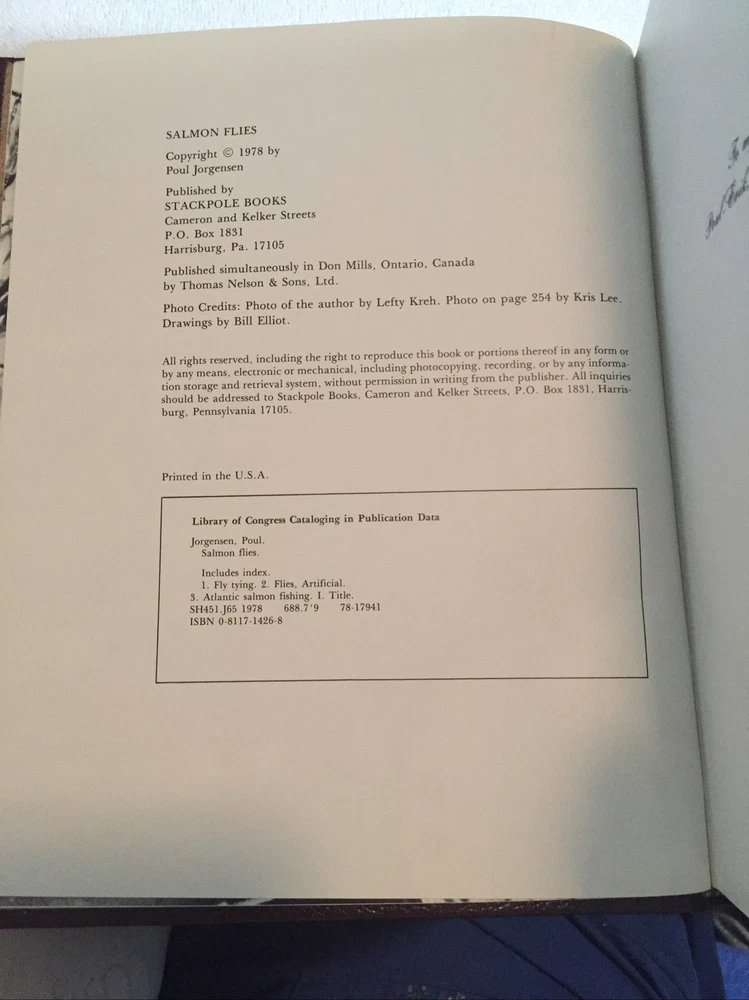 SALMON FLIES
Copyright © 1978 by
Poul Jorgensen
Published by
STACKPOLE BOOKS
Cameron and Kelker Streets
P.O. Box 1831
Harrisburg, Pa. 17105
Published simultaneously in Don Mills, Ontario, Canada
by Thomas Nelson & Sons, Ltd.
Photo Credits: Photo of the author by Lefty Kreh. Photo on page 254 by Kris Lee.
Drawings by Bill Elliot.
All rights reserved, including the right to reproduce this book or portions thereof in any form or
by any means, electronic or mechanical, including photocopying, recording, or by any informa-
tion storage and retrieval system, without permission in writing from the publisher. All inquiries
should be addressed to Stackpole Books, Cameron and Kelker Streets, P.O. Box 1831, Harris-
burg, Pennsylvania 17105.
Printed in the U.S.A.
Library of Congress Cataloging in Publication Data
Jorgensen, Poul.
Salmon flies.
Includes index.
1. Fly tying. 2. Flies, Artificial.
3. Atlantic salmon fishing. I. Title.
SH451.J65 1978 688.7'9 78-17941
ISBN 0-8117-1426-8
To